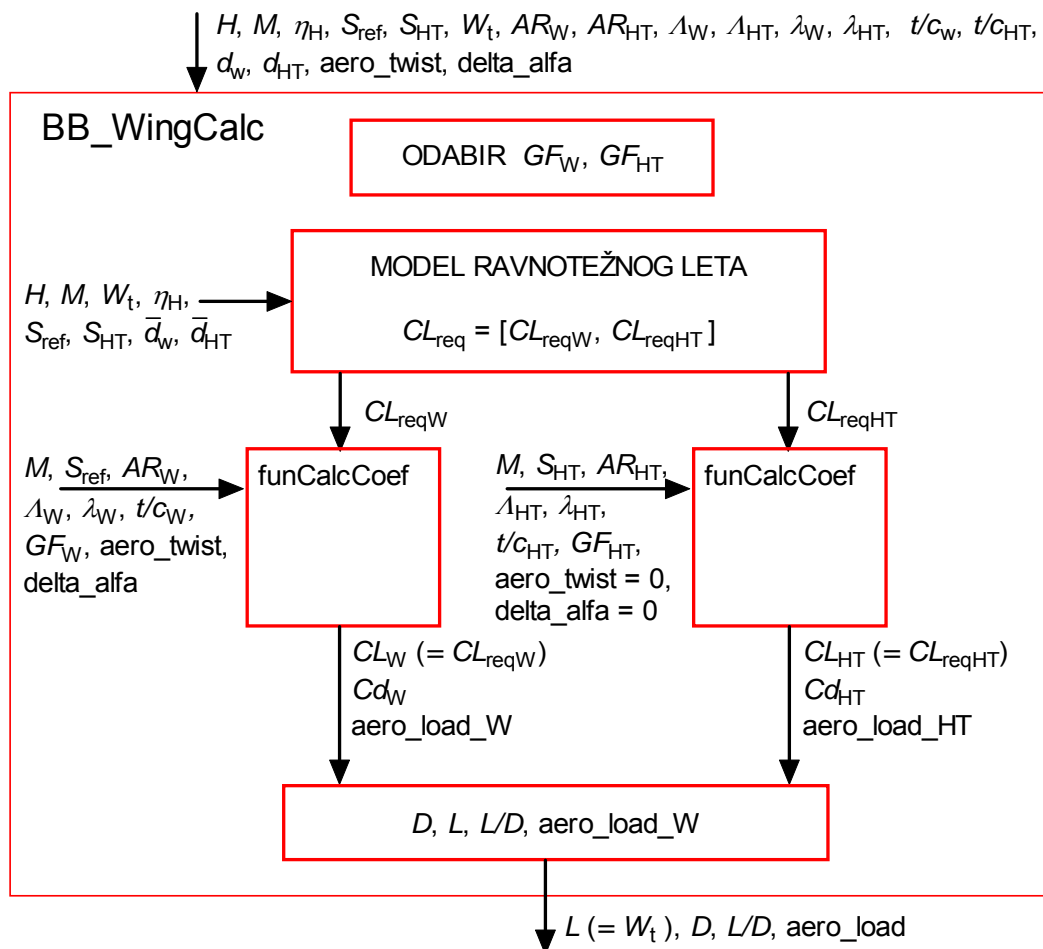 H, M, ηH, Sref, SHT, Wt, ARW, ARHT, ΛW, ΛHT, λW, λHT, t/cw, t/cHT,
dw, dHT, aero_twist, delta_alfa
BB_WingCalc
ODABIR GFW, GFHT
MODEL RAVNOTEŽNOG LETA
CLreq = [CLreqW, CLreqHT ]
H, M, Wt, ηH,
Sref, SHT, d̅w, d̅HT
CLreqW
CLreqHT
M, Sref, ARW,
ΛW, λW, t/cW,
GFW, aero_twist,
delta_alfa
funCalcCoef
M, SHT, ARHT,
ΛHT, λHT,
t/cHT, GFHT,
aero_twist = 0,
delta_alfa = 0
funCalcCoef
CLW (= CLreqW)
CdW
aero_load_W
CLHT (= CLreqHT)
CdHT
aero_load_HT
D, L, L/D, aero_load_W
L (= Wt), D, L/D, aero_load